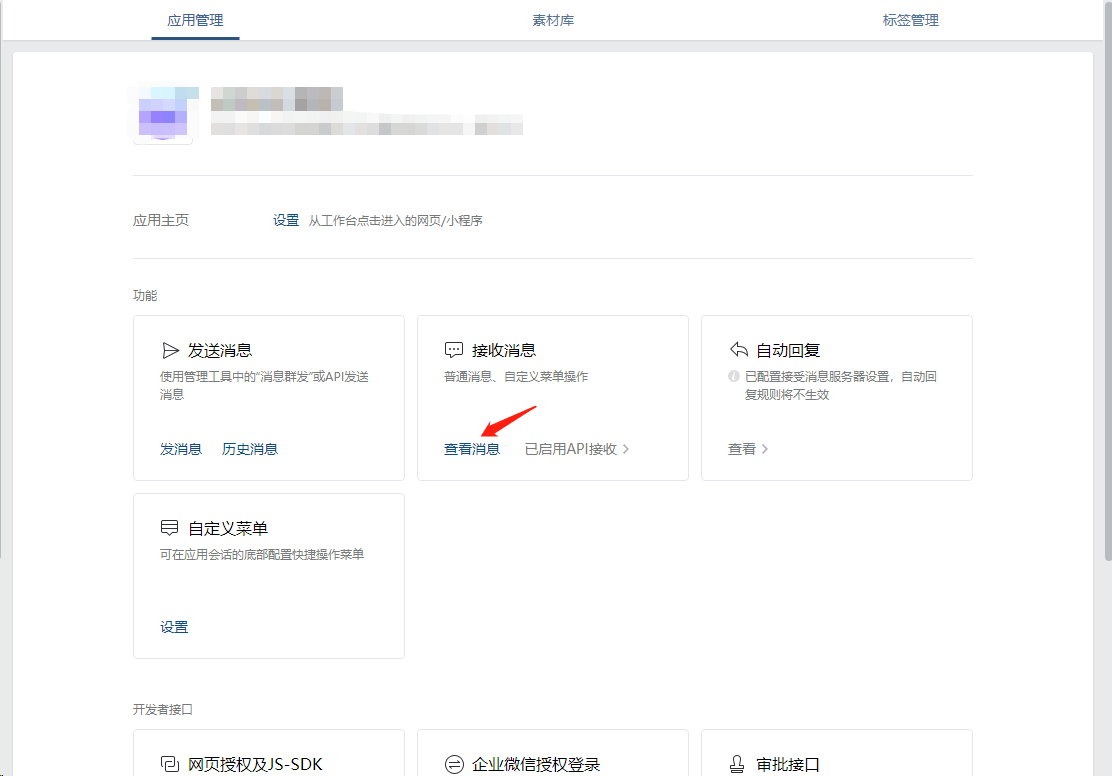 应用管理
素材库
标签管理
应用主页
设置 从工作台点击进入的网页/小程序
功能
发送消息
使用管理工具中的“消息群发”或API发送
消息
发消息 历史消息
接收消息
普通消息、自定义菜单操作
查看消息 已启用API接收 >
自动回复
已配置接受消息服务器设置，自动回
复规则将不生效
查看 >
自定义菜单
可在应用会话的底部配置快捷操作菜单
设置
开发者接口
网页授权及JS-SDK
企业微信授权登录
审批接口